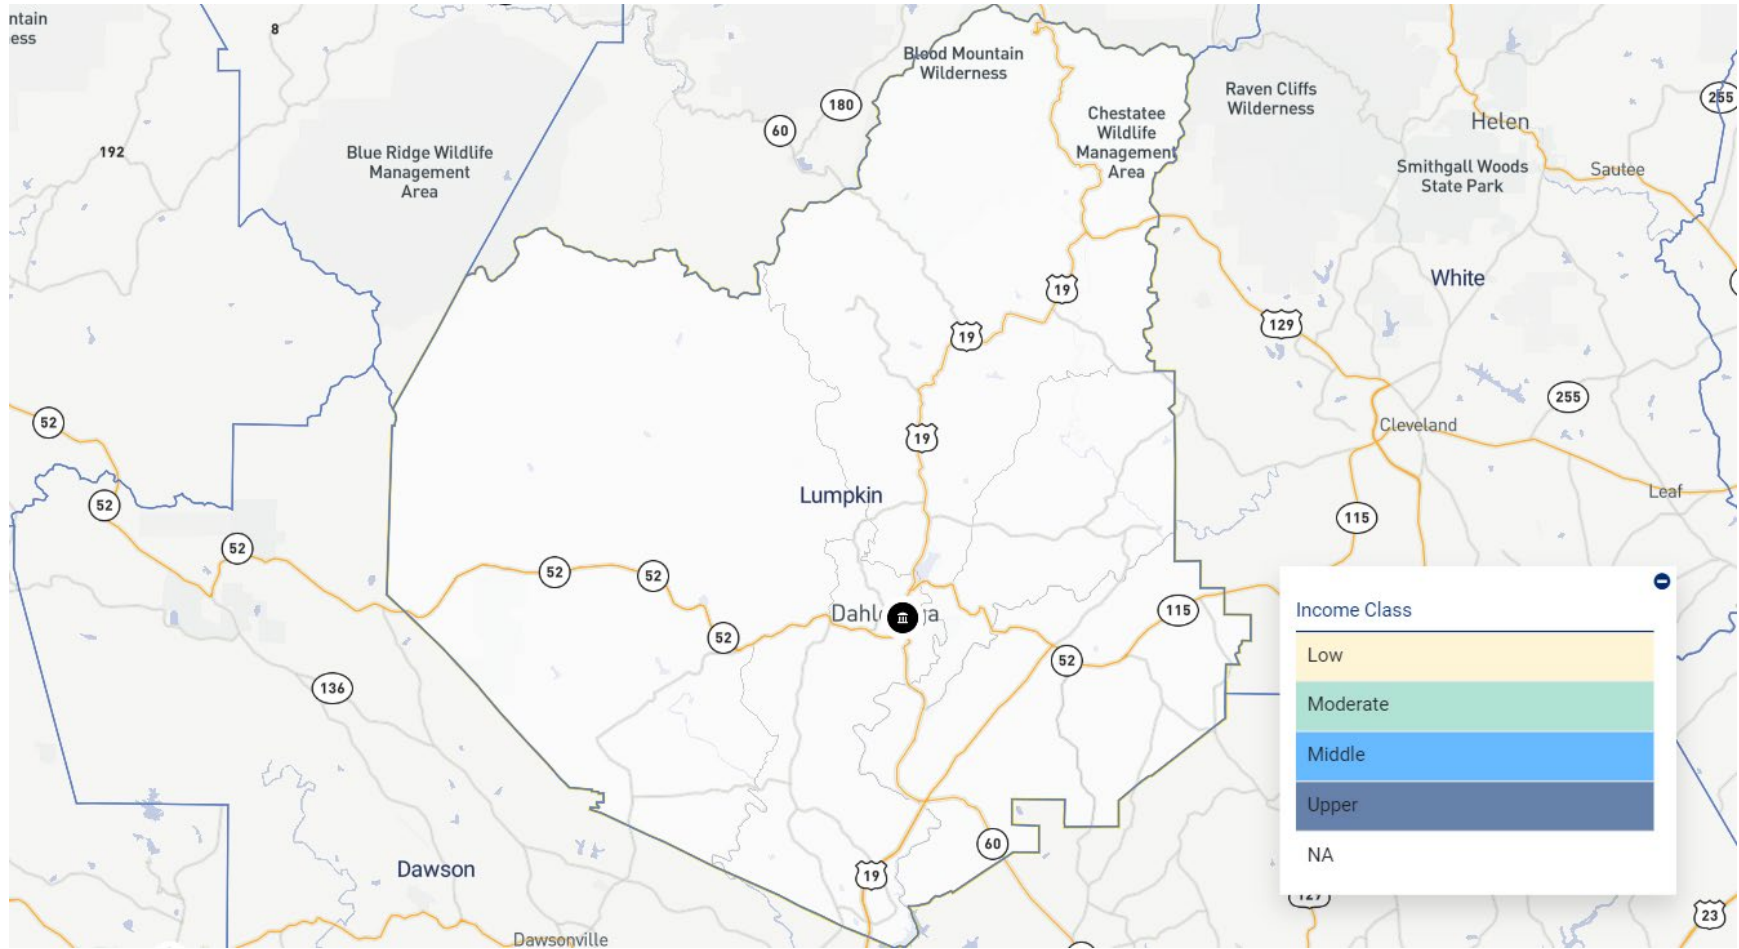 ntain
ess
8
192
Blue Ridge Wildlife
Management
Area
60
180
Blood Mountain
Wilderness
Chestatee
Wildlife
Management
Area
Raven Cliffs
Wilderness
Helen
255
Smithgall Woods
State Park
Sautee
White
19
129
19
255
52
19
Cleveland
Leaf
Lumpkin
52
115
52
52
52
Dahl
a
115
52
52
136
Income Class
Low
Moderate
Middle
Upper
NA
60
19
Dawson
Dawsonville
129
23